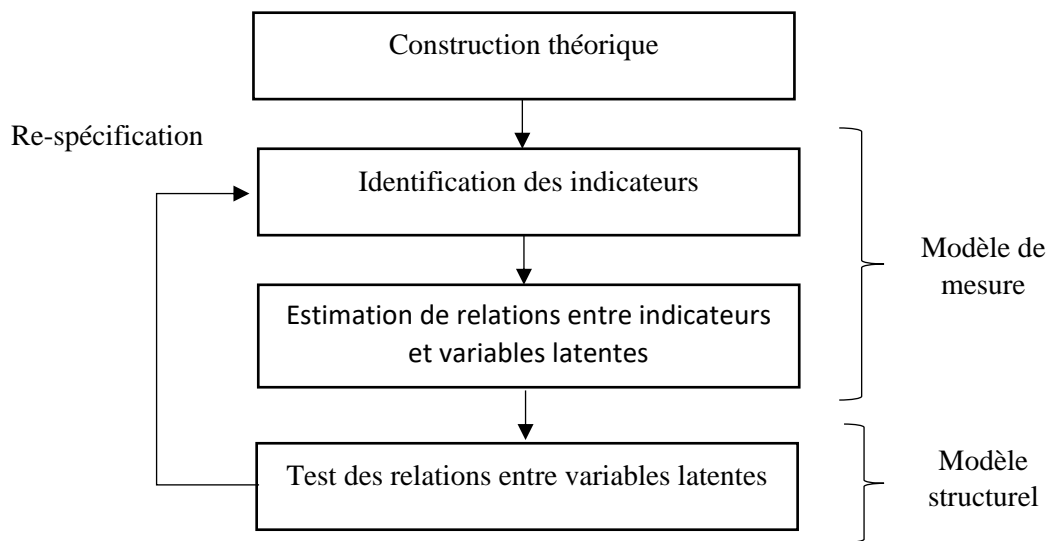 Construction théorique
Re-spécification
Identification des indicateurs
Modèle de
mesure
Estimation de relations entre indicateurs
et variables latentes
Test des relations entre variables latentes
Modèle
structurel